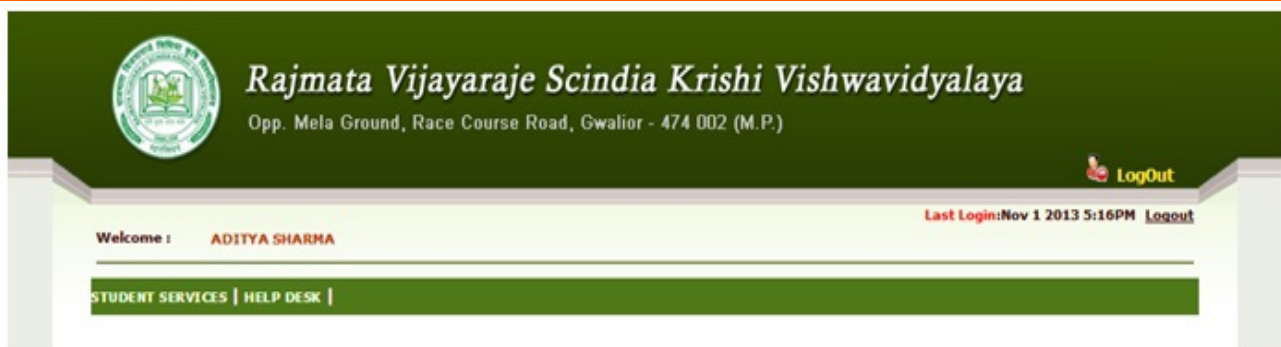 Rajmata Vijayaraje Scindia Krishi Vishwavidyalaya
Opp. Mela Ground, Race Course Road, Gwalior - 474 002 (M.P.)
LogOut
Last Login:Nov 1 2013 5:16PM Logout
Welcome : ADITYA SHARMA
STUDENT SERVICES | HELP DESK |